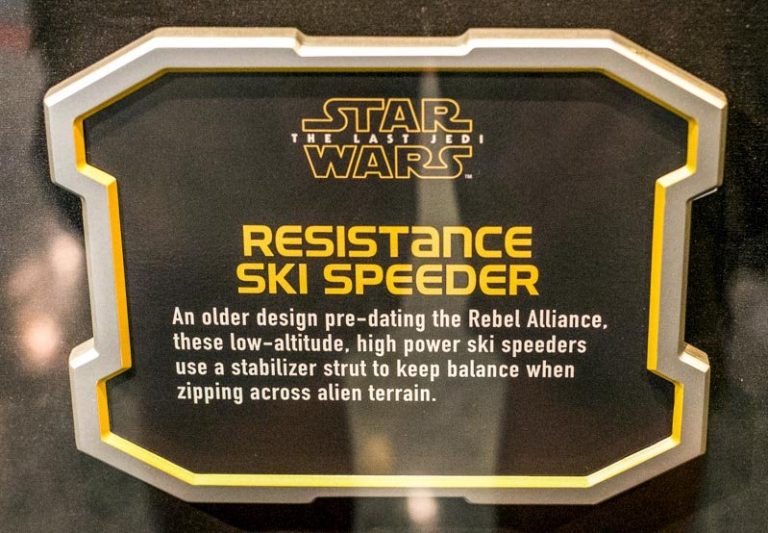 STAR
THE LAST JEDI
WARS™
RESISTANCE
SKI SPEEDER
An older design pre-dating the Rebel Alliance,
these low-altitude, high power ski speeders
use a stabilizer strut to keep balance when
zipping across alien terrain.